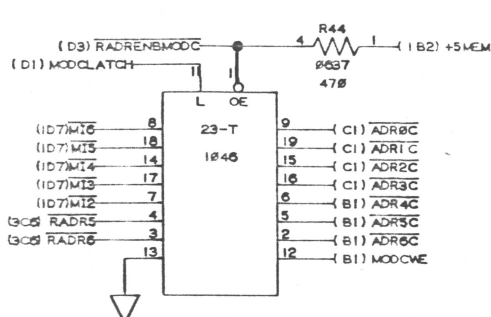 R44
(D3) RADRENBMODC 4 1 (1B2) +5MEM
(D1) MODCLATCH 11 1 0637
470
L OE
(1D7) MI6 8 23-T 9 (C1) ADR0C
(1D7) MI5 18 19 (C1) ADR1C
(1D7) MI4 14 1046 15 (C1) ADR2C
(1D7) MI3 17 16 (C1) ADR3C
(1D7) MI2 7 6 (B1) ADR4C
(3C6) RADR5 4 5 (B1) ADR5C
(3C6) RADR6 3 2 (B1) ADR6C
13 12 (B1) MODCWE